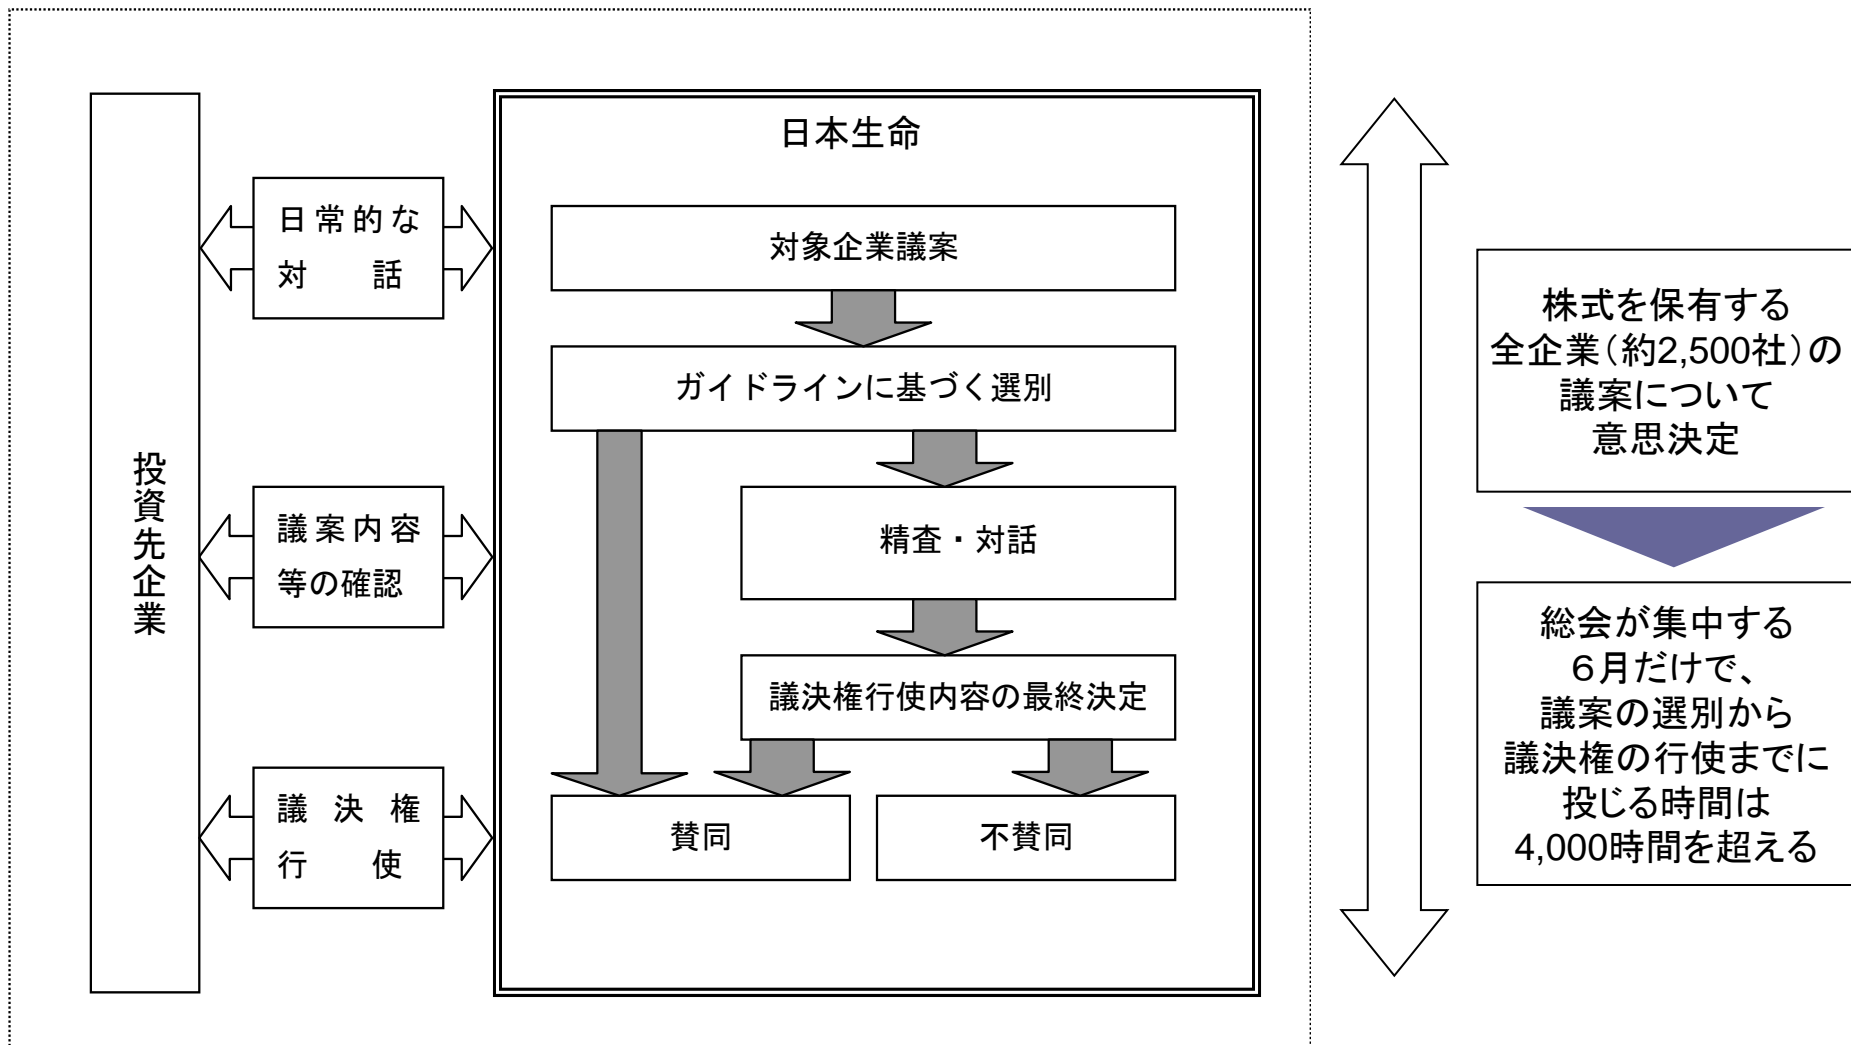 投資先企業
日常的な
対話
議案内容
等の確認
議決権
行使
日本生命
対象企業議案
ガイドラインに基づく選別
精査・対話
議決権行使内容の最終決定
賛同
不賛同
株式を保有する
全企業(約2,500社)の
議案について
意思決定
総会が集中する
６月だけで、
議案の選別から
議決権の行使までに
投じる時間は
4,000時間を超える